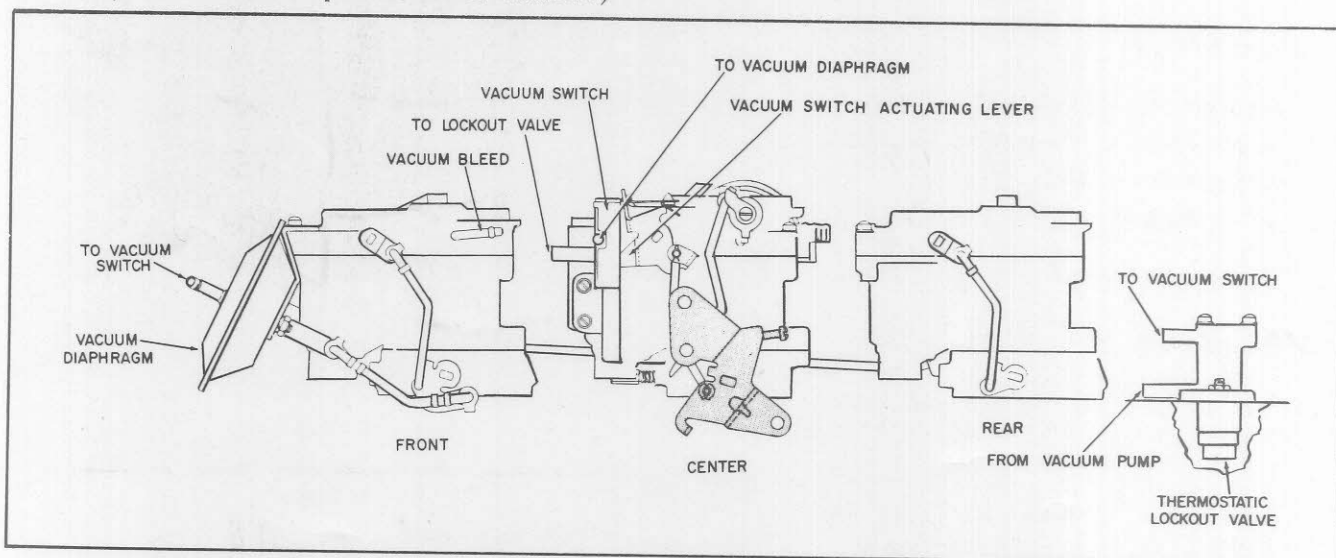 TO VACUUM DIAPHRAGM
VACUUM SWITCH
VACUUM SWITCH ACTUATING LEVER
TO LOCKOUT VALVE
VACUUM BLEED
TO VACUUM
SWITCH
VACUUM
DIAPHRAGM
TO VACUUM SWITCH
FRONT
CENTER
REAR
FROM VACUUM PUMP
THERMOSTATIC
LOCKOUT VALVE